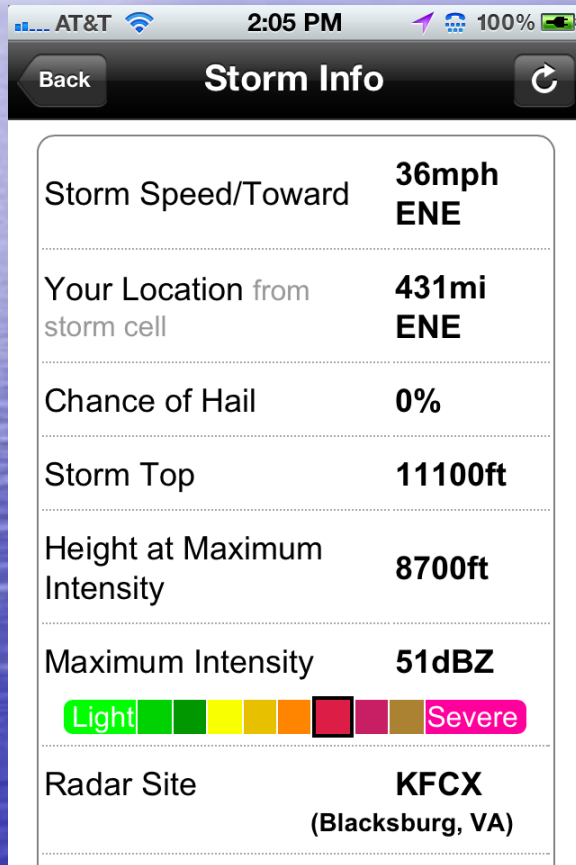 AT&T 2:05 PM 100%
Back Storm Info
Storm Speed/Toward 36mph
ENE
Your Location from 431mi
storm cell ENE
Chance of Hail 0%
Storm Top 11100ft
Height at Maximum
Intensity 8700ft
Maximum Intensity 51dBZ
Light Severe
Radar Site KFCX
(Blacksburg, VA)